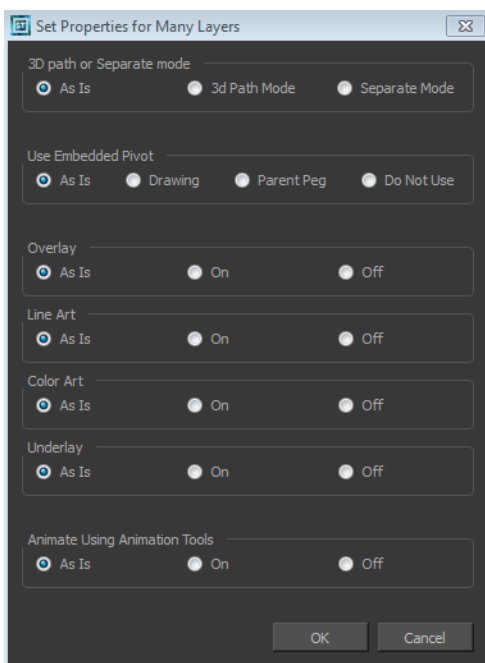 ST Set Properties for Many Layers
3D path or Separate mode
As Is 3d Path Mode Separate Mode
Use Embedded Pivot
As Is Drawing Parent Peg Do Not Use
Overlay
As Is On Off
Line Art
As Is On Off
Color Art
As Is On Off
Underlay
As Is On Off
Animate Using Animation Tools
As Is On Off
OK Cancel